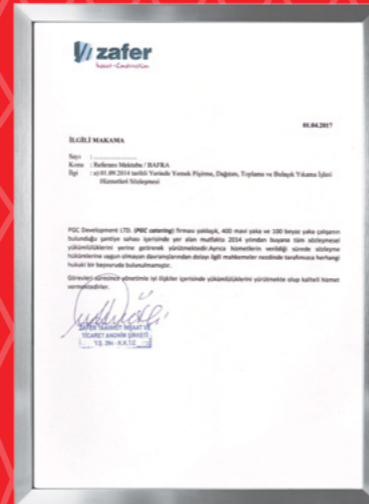 zafer
İnşaat - Construction
01.04.2017
İLGİLİ MAKAMA
Sayı : ..............
Konu : Referans Mektubu / BAFRA
İlgi : a) 01.09.2014 tarihli Yerinde Yemek Pişirme, Dağıtım, Toplama ve Bulaşık Yıkama İşleri
Hizmetleri Sözleşmesi
PGC Development LTD. (PGC catering) firması yaklaşık, 400 mavi yaka ve 100 beyaz yaka çalışanın
bulunduğu şantiye sahası içerisinde yer alan mutfakta 2014 yılından buyana tüm sözleşmesel
yükümlülüklerini yerine getirerek yürütmektedir. Ayrıca hizmetlerin verildiği sürede sözleşme
hükümlerine uygun olmayan davranışlarından dolayı ilgili mahkemeler nezdinde tarafımızca herhangi
hukuki bir başvuruda bulunulmamıştır.
Görevleri süresince yönetimle iyi ilişkiler içerisinde yükümlülüklerini yürütmekte olup kaliteli hizmet
vermektedirler.
ZAFER TAAHHÜT İNŞAAT VE
TİCARET ANONİM ŞİRKETİ